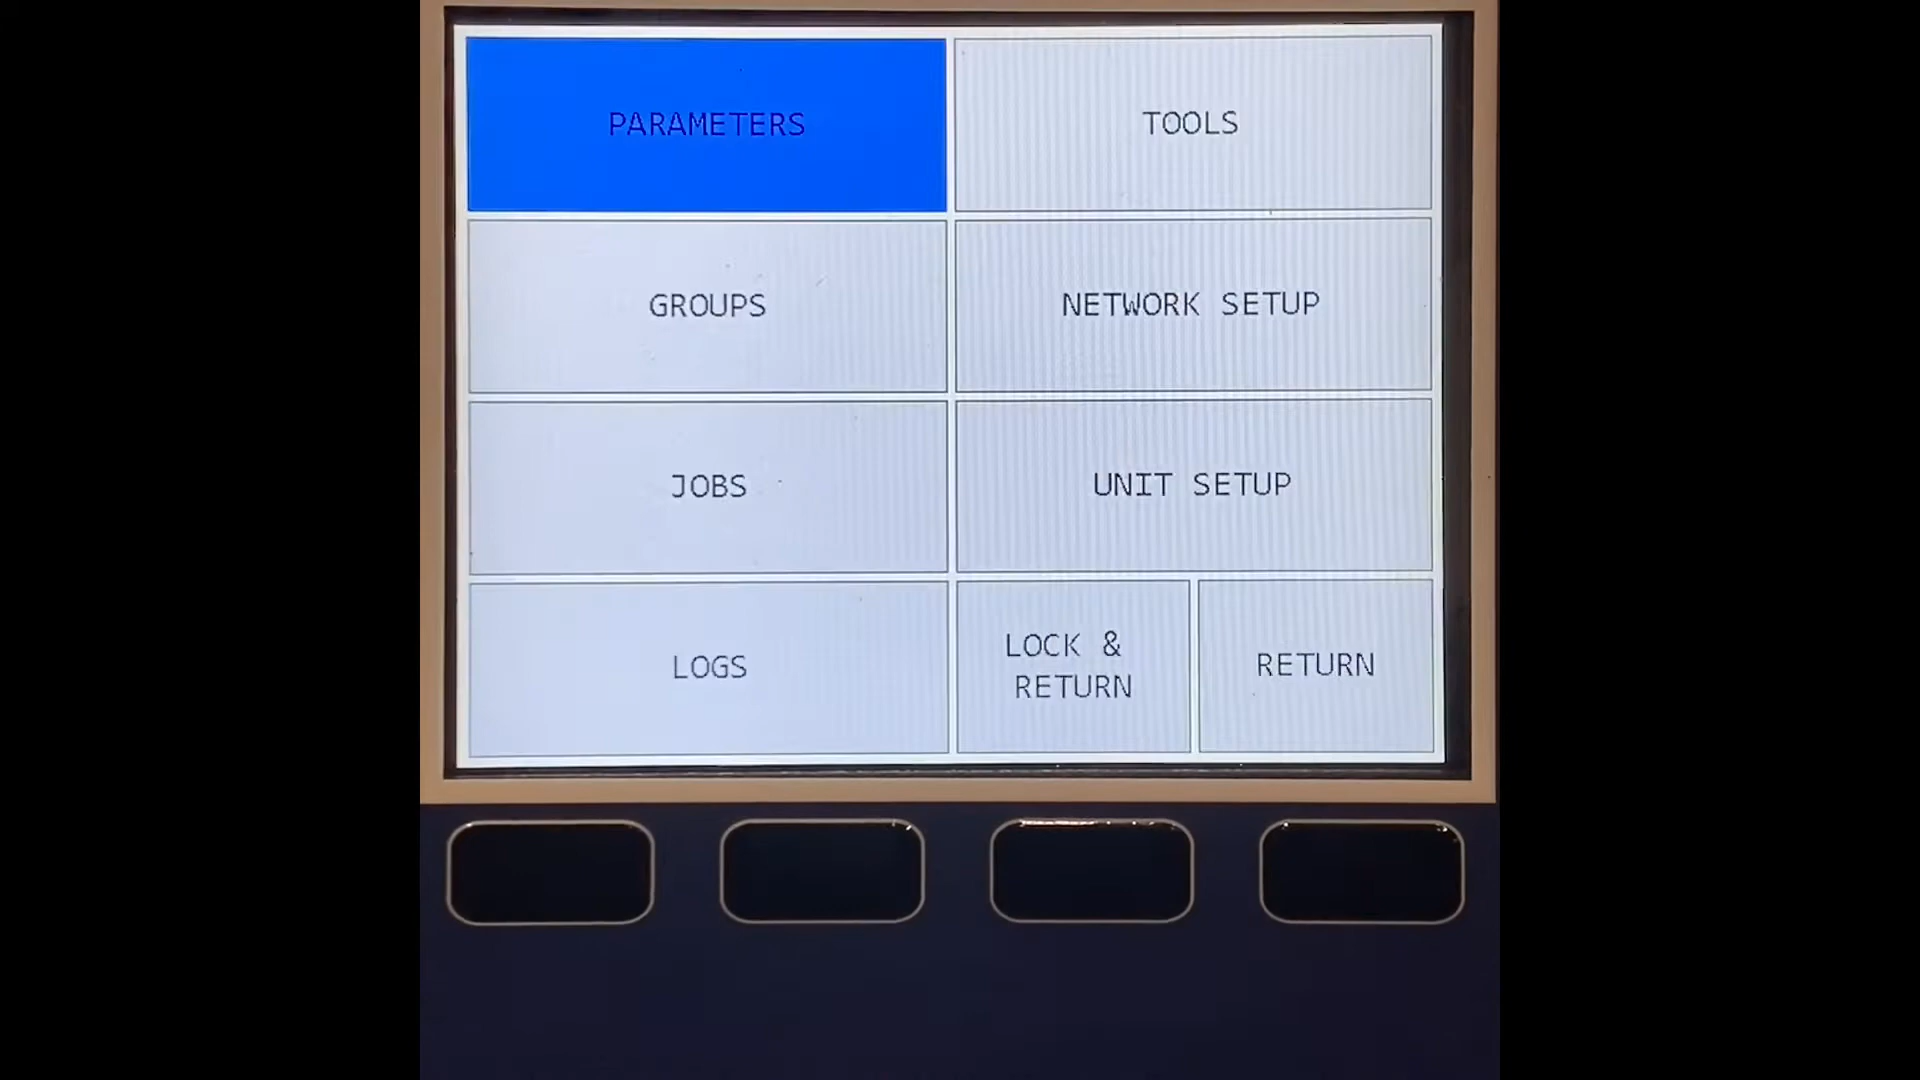 PARAMETERS
TOOLS
GROUPS
NETWORK SETUP
JOBS
UNIT SETUP
LOGS
LOCK &
RETURN
RETURN